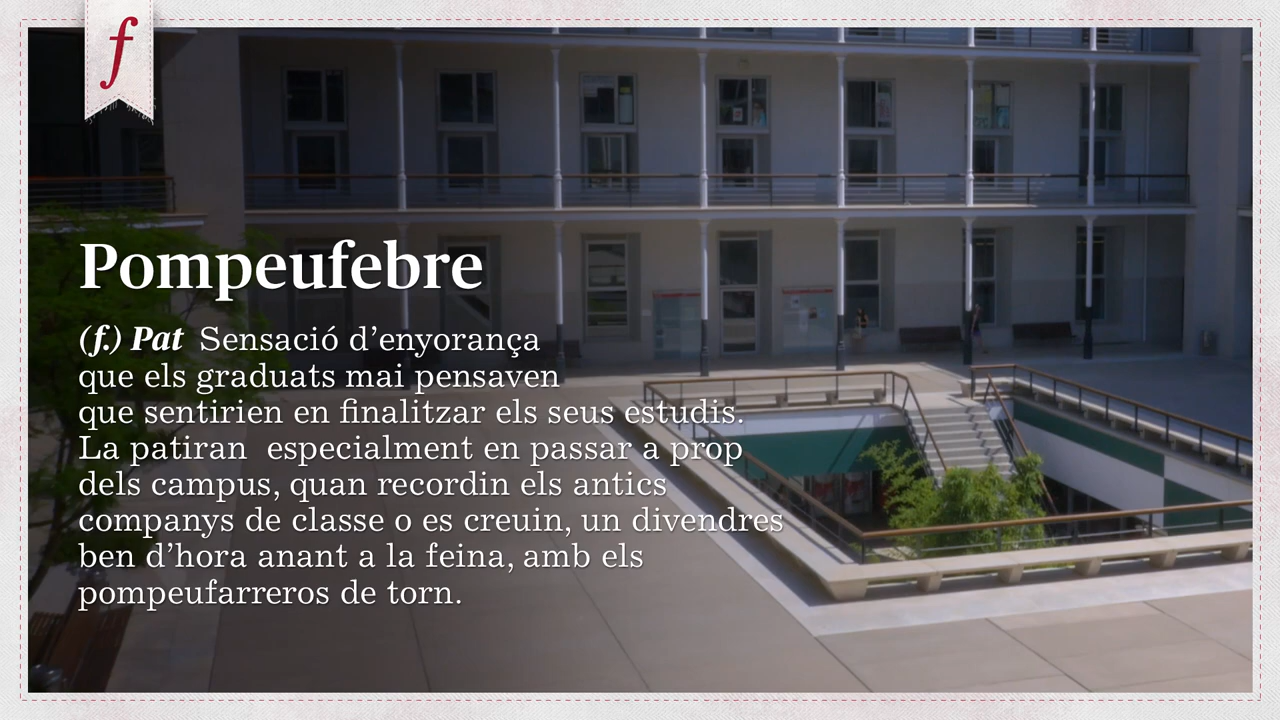 f
Pompeufebre
(f.) Pat Sensació d’enyorança
que els graduats mai pensaven
que sentirien en finalitzar els seus estudis.
La patiran  especialment en passar a prop
dels campus, quan recordin els antics
companys de classe o es creuin, un divendres
ben d’hora anant a la feina, amb els
pompeufarreros de torn.